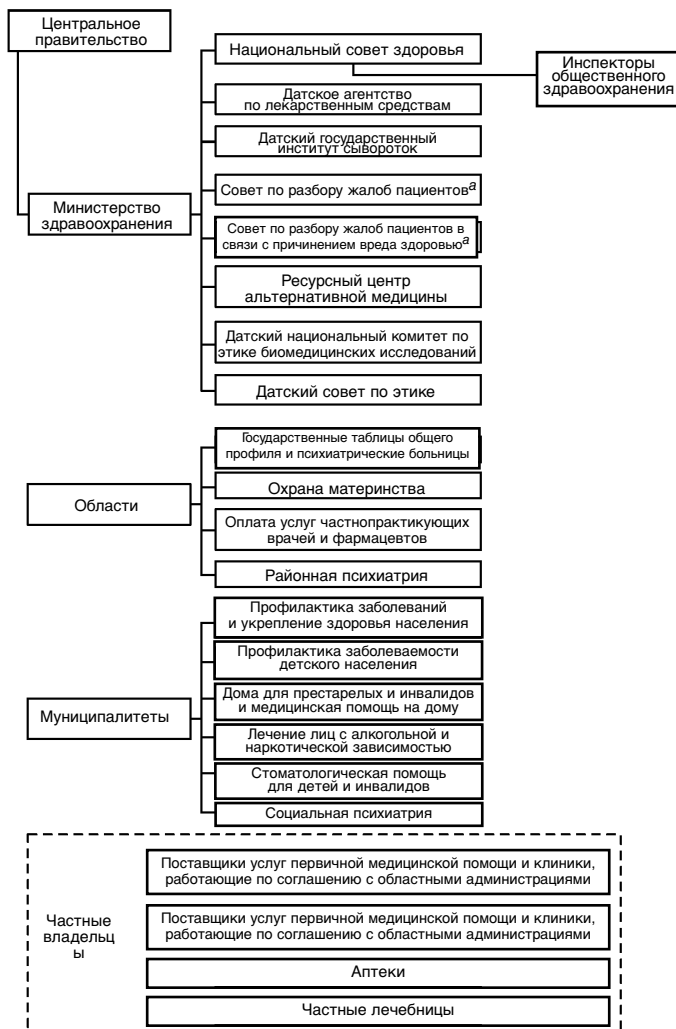 Центральное
правительство
Национальный совет здоровья
Инспекторы
общественного
здравоохранения
Датское агентство
по лекарственным средствам
Датский государственный
институт сывороток
Совет по разбору жалоб пациентовa
Министерство
здравоохранения
Совет по разбору жалоб пациентов в
связи с причинением вреда здоровьюa
Ресурсный центр
альтернативной медицины
Датский национальный комитет по
этике биомедицинских исследований
Датский совет по этике
Государственные таблицы общего
профиля и психиатрические больницы
Области
Охрана материнства
Оплата услуг частнопрактикующих
врачей и фармацевтов
Районная психиатрия
Профилактика заболеваний
и укрепление здоровья населения
Профилактика заболеваемости
детского населения
Муниципалитеты
Дома для престарелых и инвалидов
и медицинская помощь на дому
Лечение лиц с алкогольной и
наркотической зависимостью
Стоматологическая помощь
для детей и инвалидов
Социальная психиатрия
Частные
владельц
ы
Поставщики услуг первичной медицинской помощи и клиники,
работающие по соглашению с областными администрациями
Поставщики услуг первичной медицинской помощи и клиники,
работающие по соглашению с областными администрациями
Аптеки
Частные лечебницы